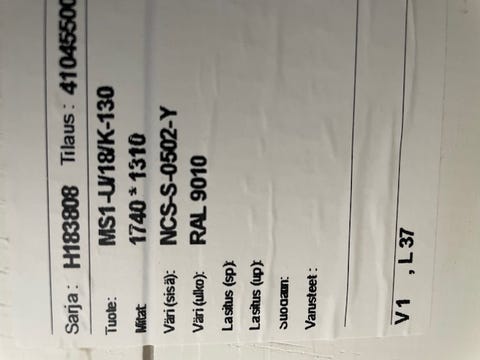 Sarja: H183808 Tilaus: 41045500
Tuote: MS1-U/18/K-130
Mitat: 1740*1310
Väri (sisä): NCS-S-0502-Y
Väri (ulko): RAL 9010
Lasitus (sp):
Lasitus (up):
Suojaun:
Varusteet:
V1 , L 37